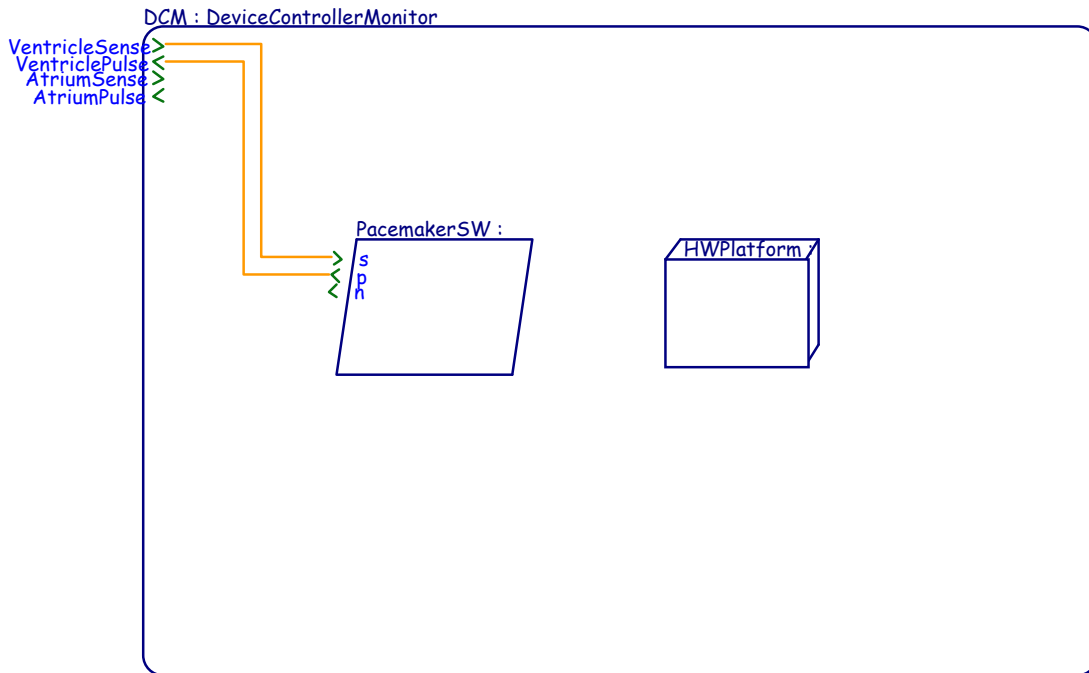 DCM : DeviceControllerMonitor
VentricleSense
VentriclePulse
AtriumSense
AtriumPulse
PacemakerSW :
HWPlatform :
s
p
n